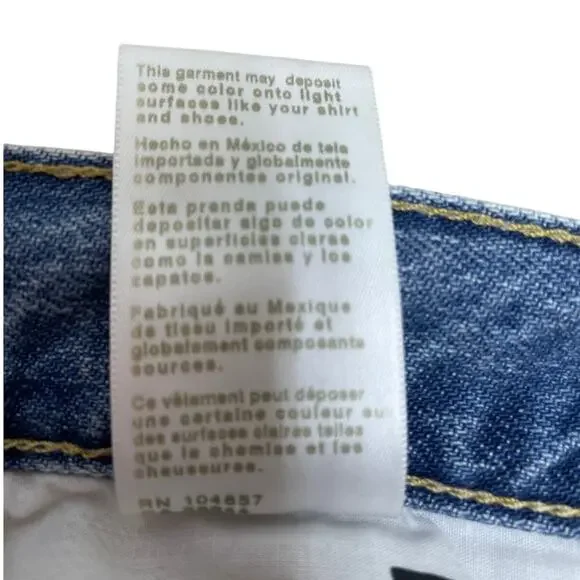 This garment may deposit
some color onto light
surfaces like your shirt
and shoes.
Hecho en México de tela
importada y globalmente
componentes original.
Esta prenda puede
depositar algo de color
en superficies claras
como la camisa y los
zapatos.
Fabriqué au Mexique
de tissu importé et
globalement composants
sources.
Ce vêtement peut déposer
une certaine couleur su
des surfaces claires telles
que la chemise et les
chaussures.
RN 104857